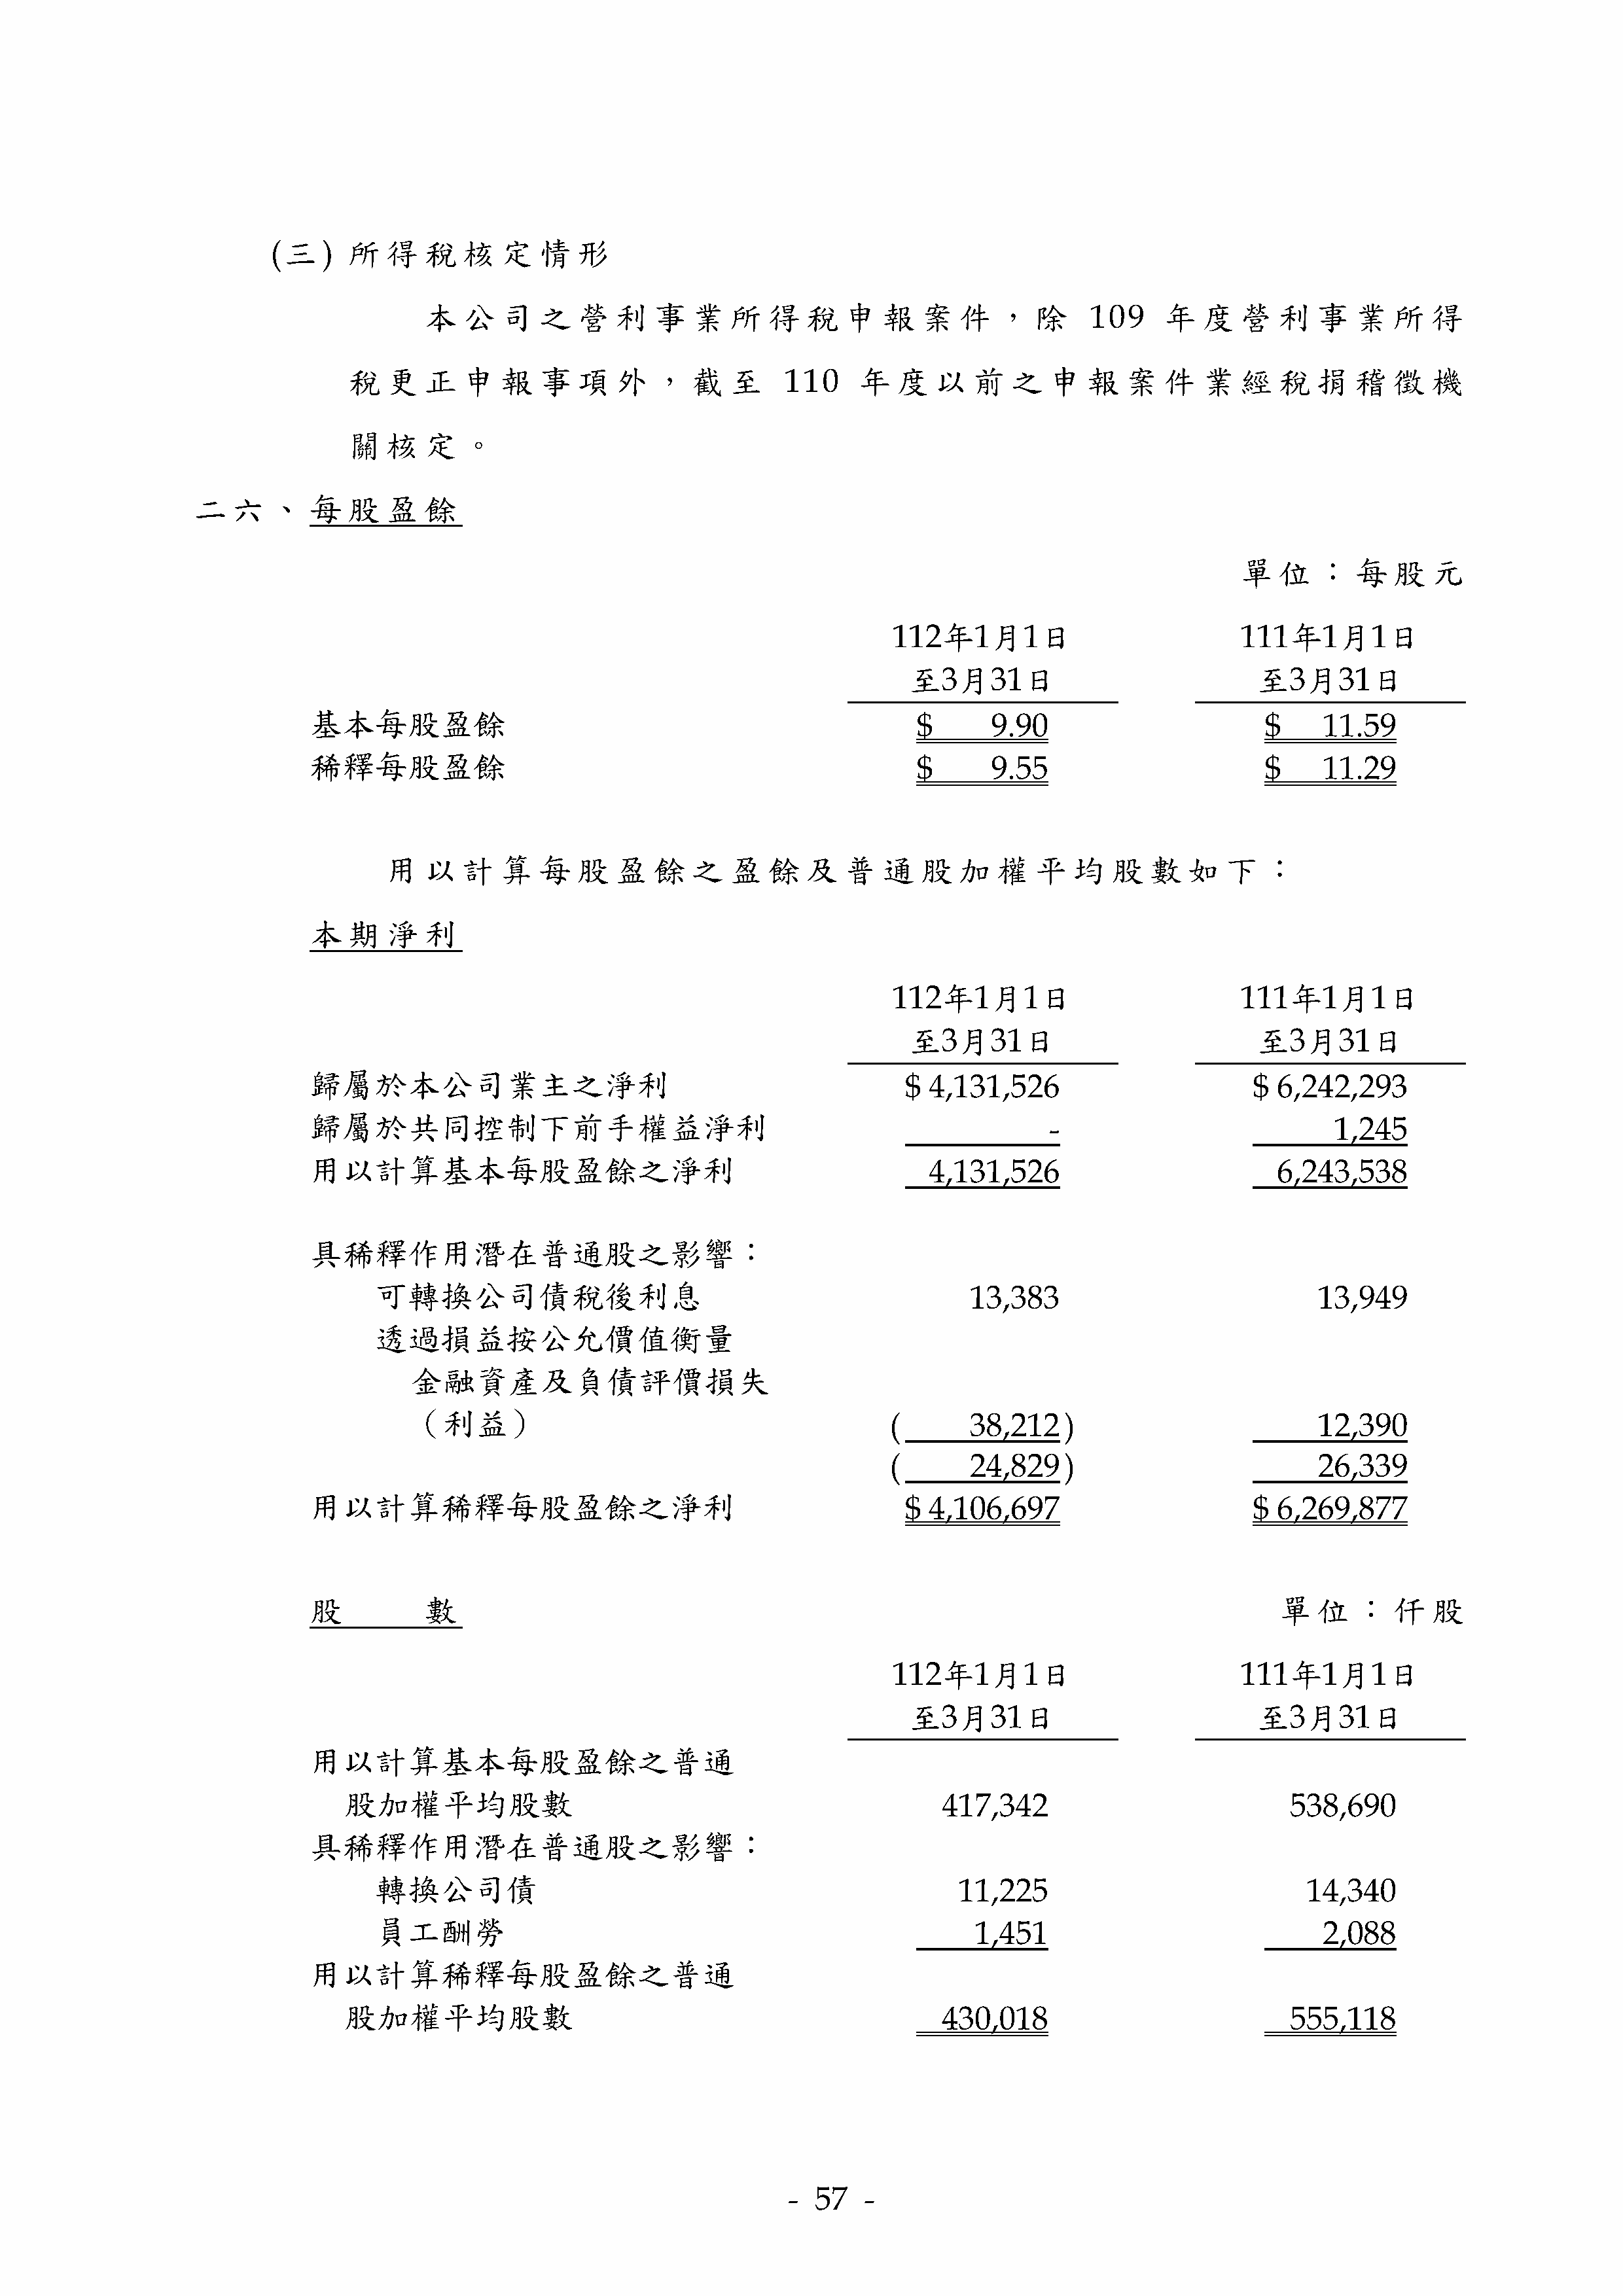 (三) 所得稅核定情形
本公司之營利事業所得稅申報案件，除 109 年度營利事業所得
稅更正申報事項外，截至 110 年度以前之申報案件業經稅捐稽徵機
關核定。
二六、每股盈餘
單位：每股元
112年1月1日 111年1月1日
至3月31日 至3月31日
基本每股盈餘 $ 9.90 $ 11.59
稀釋每股盈餘 $ 9.55 $ 11.29
用以計算每股盈餘之盈餘及普通股加權平均股數如下：
本期淨利
112年1月1日 111年1月1日
至3月31日 至3月31日
歸屬於本公司業主之淨利 $ 4,131,526 $ 6,242,293
歸屬於共同控制下前手權益淨利 - 1,245
用以計算基本每股盈餘之淨利 4,131,526 6,243,538
具稀釋作用潛在普通股之影響：
可轉換公司債稅後利息 13,383 13,949
透過損益按公允價值衡量
金融資產及負債評價損失
（利益） ( 38,212) 12,390
( 24,829) 26,339
用以計算稀釋每股盈餘之淨利 $ 4,106,697 $ 6,269,877
股 數 單位：仟股
112年1月1日 111年1月1日
至3月31日 至3月31日
用以計算基本每股盈餘之普通
股加權平均股數 417,342 538,690
具稀釋作用潛在普通股之影響：
轉換公司債 11,225 14,340
員工酬勞 1,451 2,088
用以計算稀釋每股盈餘之普通
股加權平均股數 430,018 555,118
- 57 -